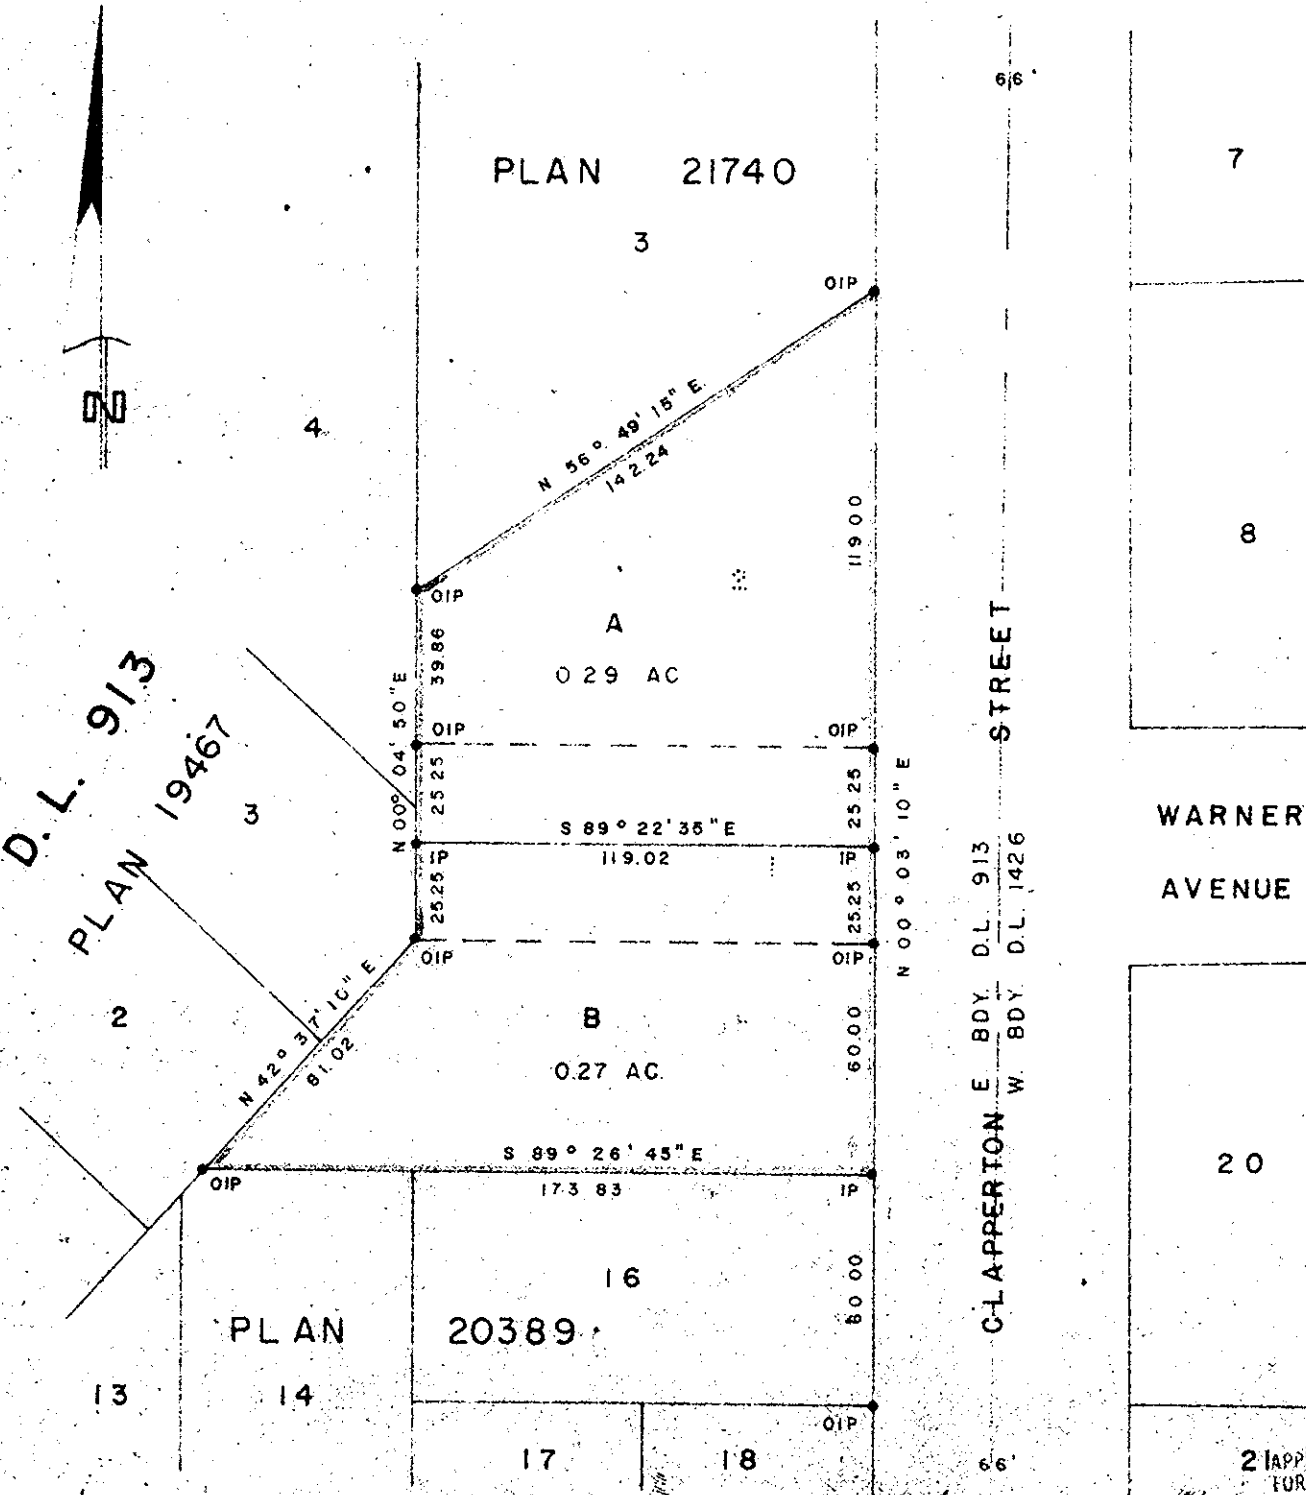 66'
PLAN 21740
7
3
OIP
N
4
N 56° 49' 15" E.
142.24
119 00
8
OIP
A
39.86
0 29 AC
N 00° 04' 50" E
OIP
OIP
STREET
D. L. 913
PLAN 19467
3
25 25
25 25
S 89° 22' 35" E
119.02
IP
IP
N 00° 03' 10" E
WARNER
AVENUE
25.25
25.25
OIP
OIP
E BDY. D.L. 913
W. BDY D.L. 1426
2
B
0.27 AC.
60.00
N 42° 37' 10" E.
81.02
S 89° 26' 45" E
173 83
OIP
IP
CLAPPERTON
20
16
60 00
PLAN 20389
13
14
OIP
17
18
66'
21
APP
FOR